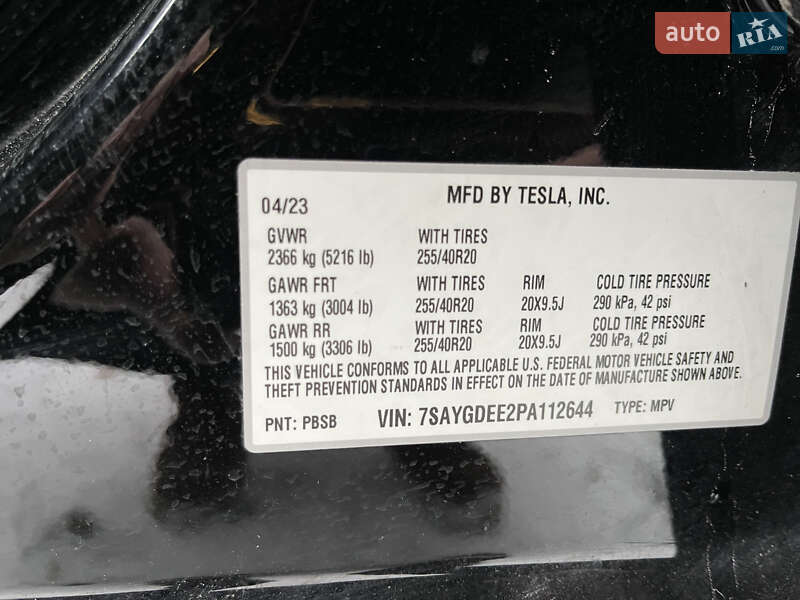 auto RIA.com
04/23 MFD BY TESLA, INC.
GVWR WITH TIRES
2366 kg (5216 lb) 255/40R20
GAWR FRT WITH TIRES RIM COLD TIRE PRESSURE
1363 kg (3004 lb) 255/40R20 20X9.5J 290 kPa, 42 psi
GAWR RR WITH TIRES RIM COLD TIRE PRESSURE
1500 kg (3306 lb) 255/40R20 20X9.5J 290 kPa, 42 psi
THIS VEHICLE CONFORMS TO ALL APPLICABLE U.S. FEDERAL MOTOR VEHICLE SAFETY AND
THEFT PREVENTION STANDARDS IN EFFECT ON THE DATE OF MANUFACTURE SHOWN ABOVE.
PNT: PBSB VIN: 7SAYGDEE2PA112644 TYPE: MPV